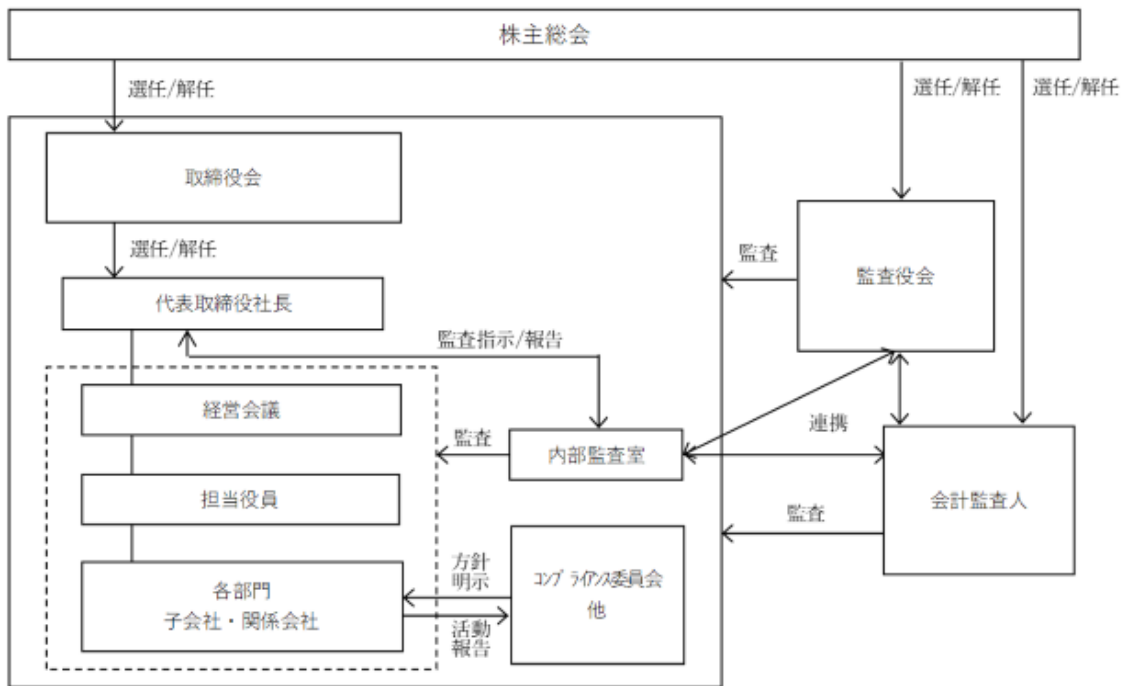 株主総会
選任/解任
選任/解任
選任/解任
取締役会
選任/解任
監査
監査役会
代表取締役社長
監査指示/報告
経営会議
監査
内部監査室
連携
担当役員
監査
会計監査人
各部門
子会社・関係会社
方針
明示
活動
報告
コンプライアンス委員会
他